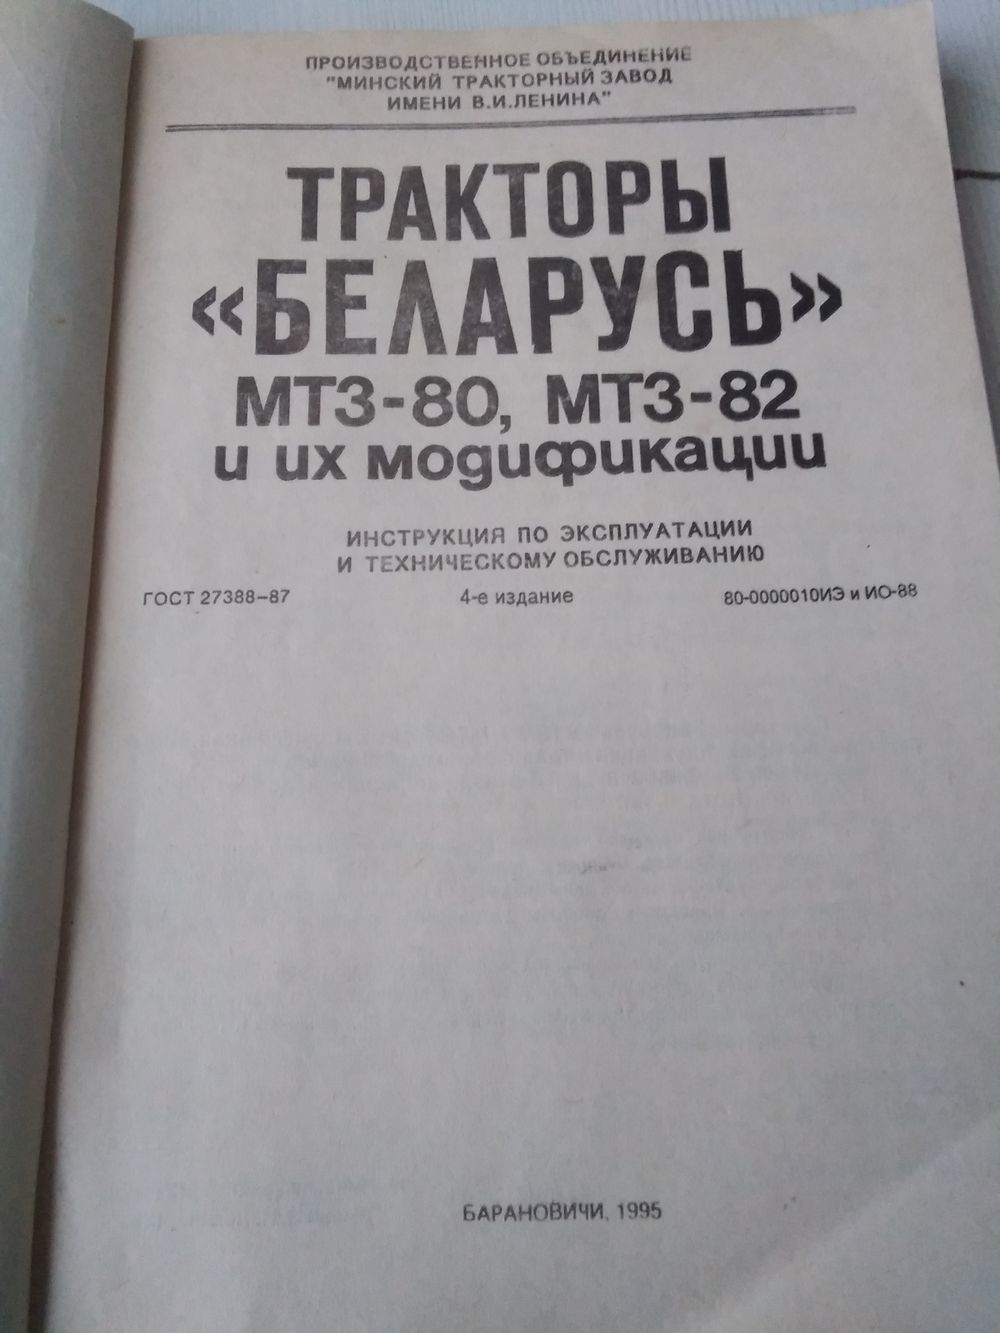 ПРОИЗВОДСТВЕННОЕ ОБЪЕДИНЕНИЕ
"МИНСКИЙ ТРАКТОРНЫЙ ЗАВОД
ИМЕНИ В.И.ЛЕНИНА"
ТРАКТОРЫ
«БЕЛАРУСЬ»
МТЗ-80, МТЗ-82
и их модификации
ИНСТРУКЦИЯ ПО ЭКСПЛУАТАЦИИ
И ТЕХНИЧЕСКОМУ ОБСЛУЖИВАНИЮ
ГОСТ 27388-87 4-е издание 80-0000010ИЭ и ИО-88
БАРАНОВИЧИ, 1995